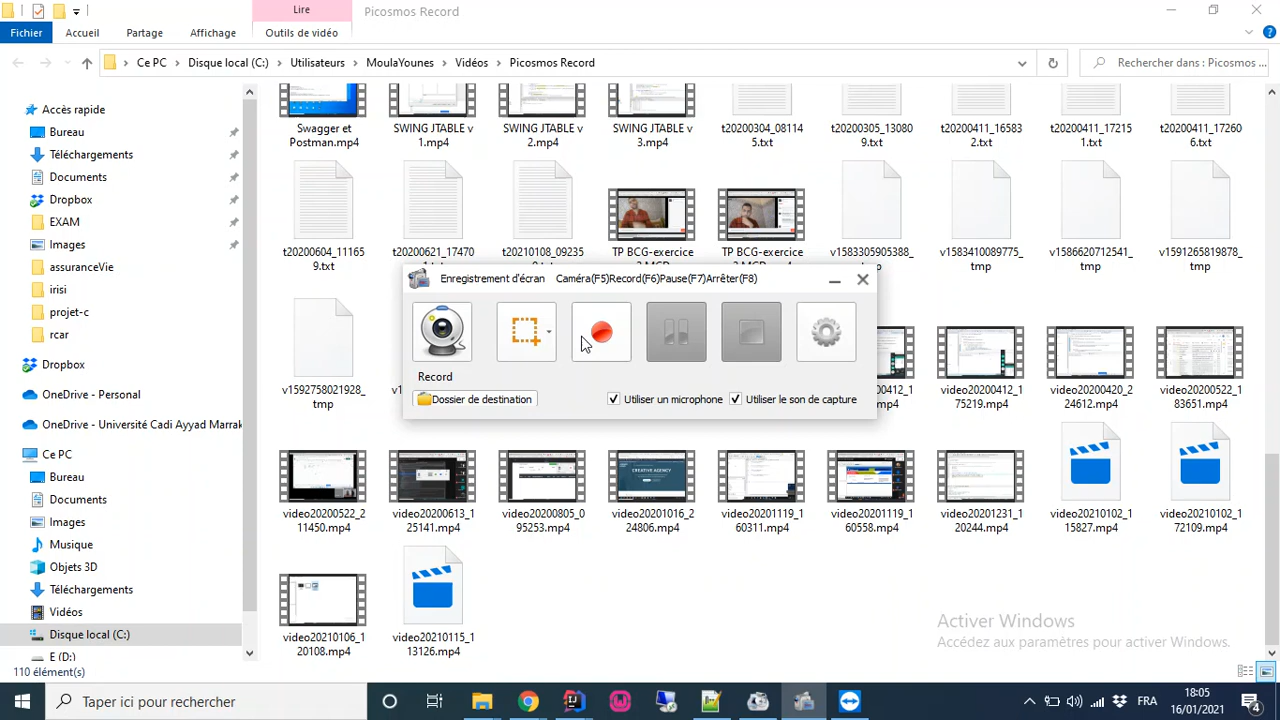 Lire
Picosmos Record
Fichier
Accueil
Partage
Affichage
Outils de vidéo
Ce PC
Disque local (C:)
Utilisateurs
MoulaYounes
Vidéos
Picosmos Record
Rechercher dans : Picosmos ...
Accès rapide
Bureau
Téléchargements
Documents
Dropbox
EXAM
Images
assuranceVie
irisi
projet-c
rcar
Dropbox
OneDrive - Personal
OneDrive - Université Cadi Ayyad Marrak
Ce PC
Bureau
Documents
Images
Musique
Objets 3D
Téléchargements
Vidéos
Disque local (C:)
E (D:)
110 élément(s)
Swagger et
Postman.mp4
SWING JTABLE v
1.mp4
SWING JTABLE v
2.mp4
SWING JTABLE v
3.mp4
t20200304_08114
5.txt
t20200305_13080
9.txt
t20200411_16583
2.txt
t20200411_17215
1.txt
t20200411_17260
6.txt
t20200604_11165
9.txt
t20200621_17470
t20210108_09235
TP BCG-exercice
TP BCG-exercice
v1583305905388_
tmp
v1583410089775_
tmp
v1586620712541_
tmp
v1591265819878_
tmp
Enregistrement d'écran
Caméra(F5)Record(F6)Pause(F7)Arrêter(F8)
Record
Dossier de destination
Utiliser un microphone
Utiliser le son de capture
v1592758021928_
tmp
video20200412_1
75219.mp4
video20200420_2
24612.mp4
video20200522_1
83651.mp4
video20200522_2
11450.mp4
video20200613_1
25141.mp4
video20200805_0
95253.mp4
video20201016_2
24806.mp4
video20201119_1
60311.mp4
video20201119_1
60558.mp4
video20201231_1
20244.mp4
video20210102_1
15827.mp4
video20210102_1
72109.mp4
video20210106_1
20108.mp4
video20210115_1
13126.mp4
Activer Windows
Accédez aux paramètres pour activer Windows.
Taper ici pour rechercher
FRA
18:05
16/01/2021
4